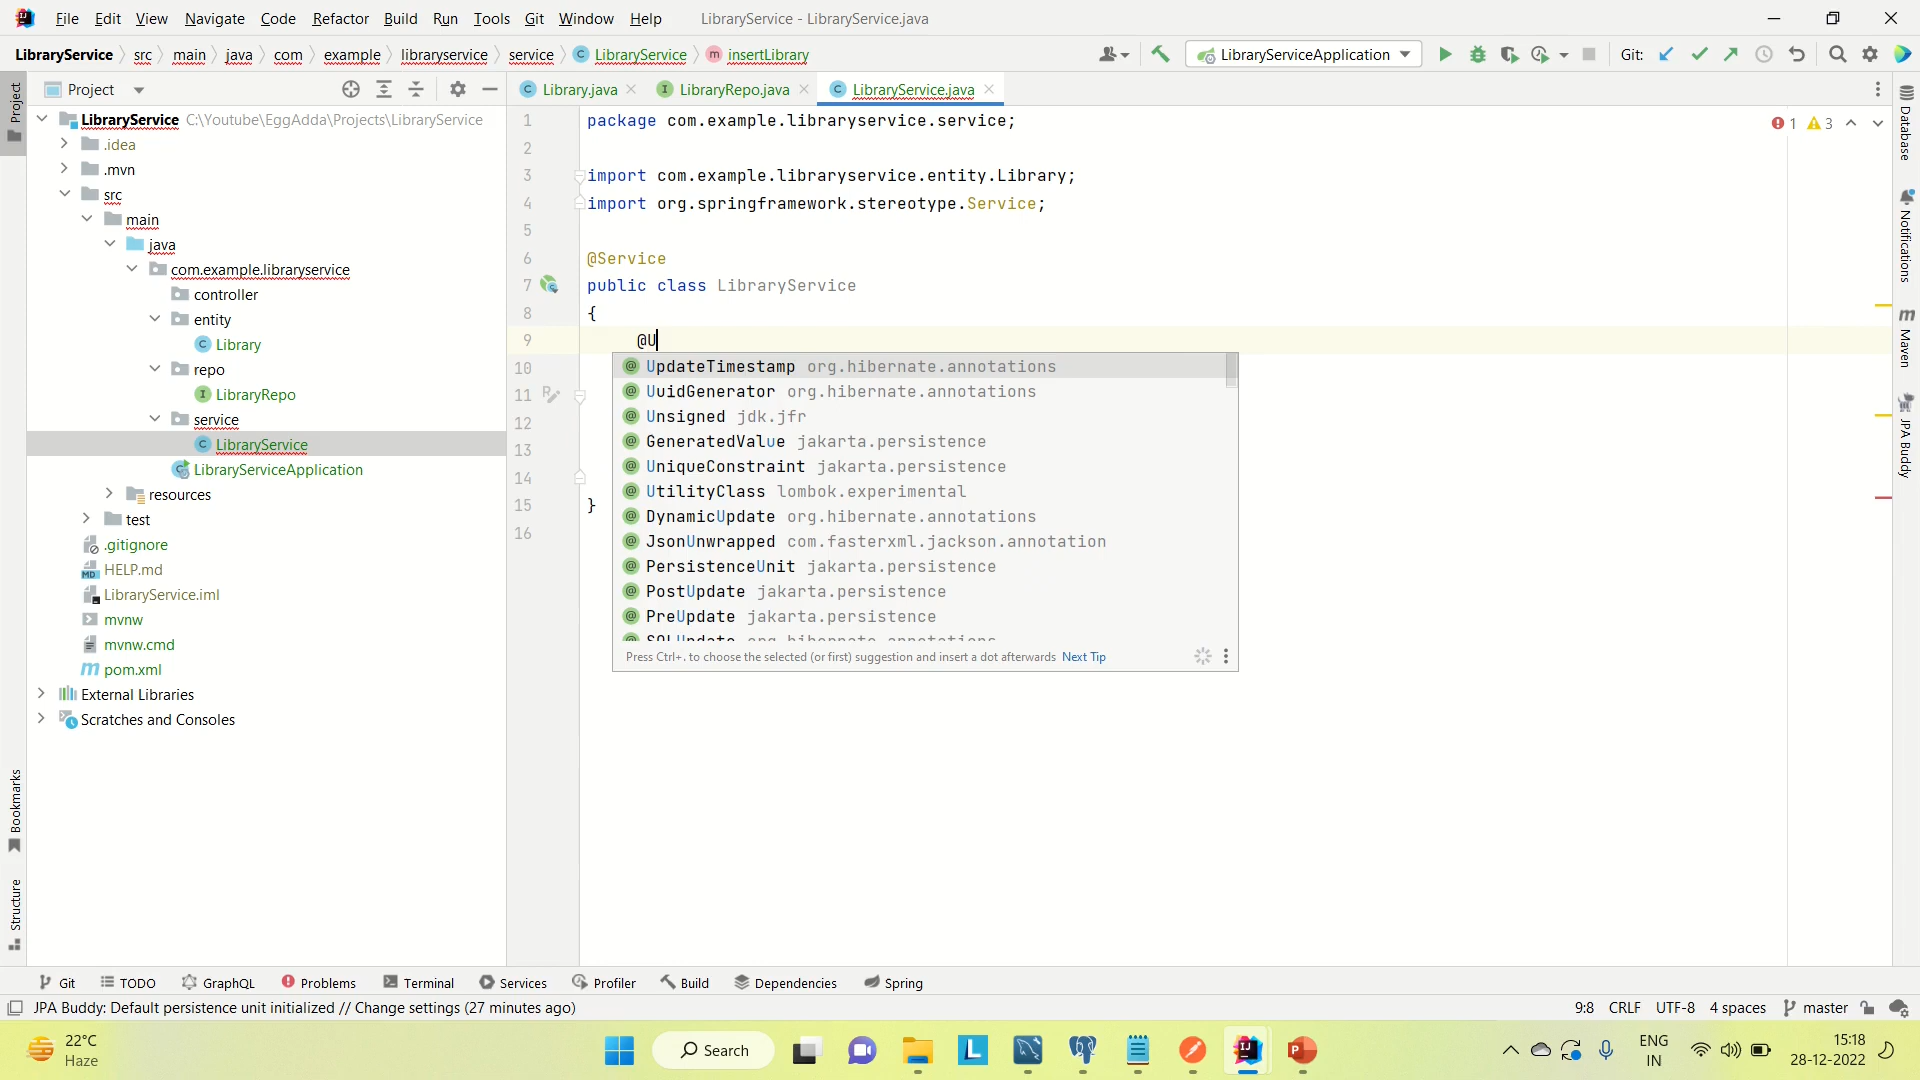 File Edit View Navigate Code Refactor Build Run Tools Git Window Help LibraryService - LibraryService.java
LibraryService src main java com example libraryservice service LibraryService insertLibrary LibraryServiceApplication Git:
Project
Library.java LibraryRepo.java LibraryService.java
LibraryService C:\Youtube\EggAdda\Projects\LibraryService
.idea
.mvn
src
main
java
com.example.libraryservice
controller
entity
Library
repo
LibraryRepo
service
LibraryService
LibraryServiceApplication
resources
test
.gitignore
HELP.md
LibraryService.iml
mvnw
mvnw.cmd
pom.xml
External Libraries
Scratches and Consoles
Project
Bookmarks
Structure
1 package com.example.libraryservice.service;
2
3 import com.example.libraryservice.entity.Library;
4 import org.springframework.stereotype.Service;
5
6 @Service
7 public class LibraryService
8 {
9 @U
10
11
12
13
14
15 }
16
1 3
UpdateTimestamp org.hibernate.annotations
UuidGenerator org.hibernate.annotations
Unsigned jdk.jfr
GeneratedValue jakarta.persistence
UniqueConstraint jakarta.persistence
UtilityClass lombok.experimental
DynamicUpdate org.hibernate.annotations
JsonUnwrapped com.fasterxml.jackson.annotation
PersistenceUnit jakarta.persistence
PostUpdate jakarta.persistence
PreUpdate jakarta.persistence
SQLUpdate org.hibernate.annotations
Press Ctrl+. to choose the selected (or first) suggestion and insert a dot afterwards Next Tip
Database
Notifications
Maven
JPA Buddy
Git TODO GraphQL Problems Terminal Services Profiler Build Dependencies Spring
JPA Buddy: Default persistence unit initialized // Change settings (27 minutes ago) 9:8 CRLF UTF-8 4 spaces master
22°C
Haze
Search
ENG
IN
15:18
28-12-2022